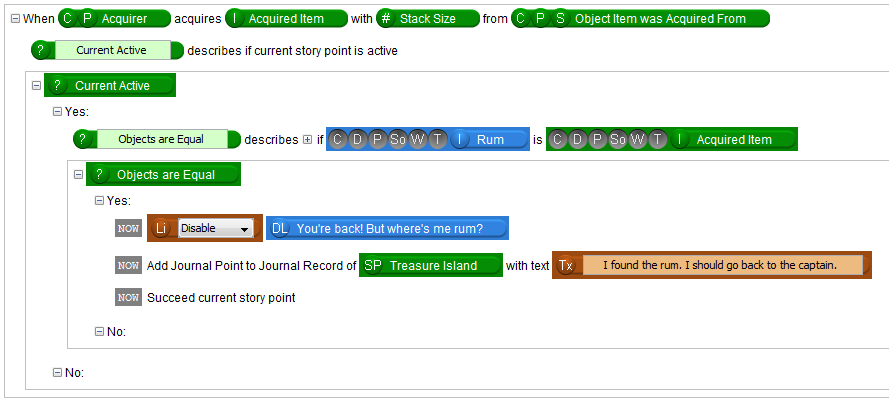 When C P Acquirer acquires I Acquired Item with # Stack Size from C P S Object Item was Acquired From
? Current Active describes if current story point is active
? Current Active
Yes:
? Objects are Equal describes if C D P So W T I Rum is C D P So W T I Acquired Item
? Objects are Equal
Yes:
NOW Li Disable DL You're back! But where's me rum?
NOW Add Journal Point to Journal Record of SP Treasure Island with text Tx I found the rum. I should go back to the captain.
NOW Succeed current story point
No:
No: